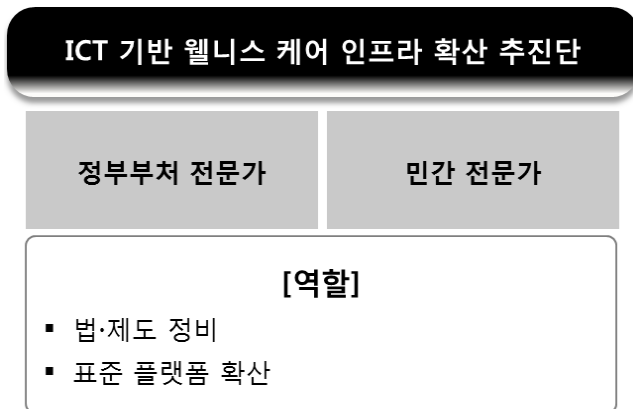 ICT 기반 웰니스 케어 인프라 확산 추진단
정부부처 전문가 민간 전문가
[역할]
▪ 법·제도 정비
▪ 표준 플랫폼 확산